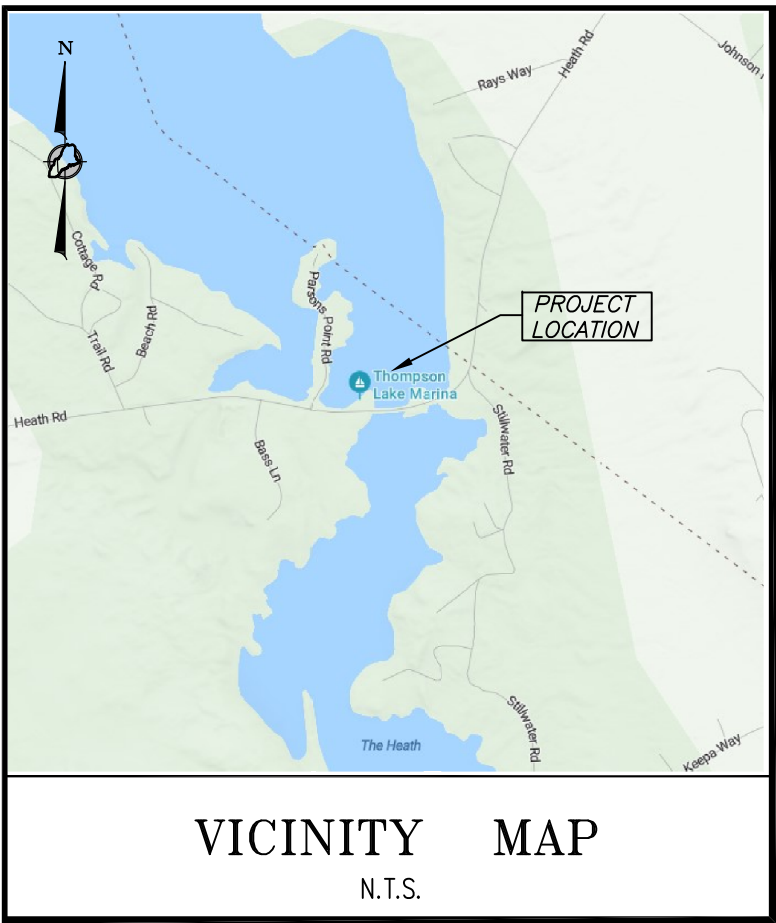 N
Rays Way
Heath Rd
Johnson
Cottage Rd
Parsons Point Rd
Beach Rd
Trail Rd
PROJECT
LOCATION
Thompson
Lake Marina
Heath Rd
Stillwater Rd
Bass Ln
Stillwater Rd
The Heath
Keepa Way
VICINITY MAP
N.T.S.